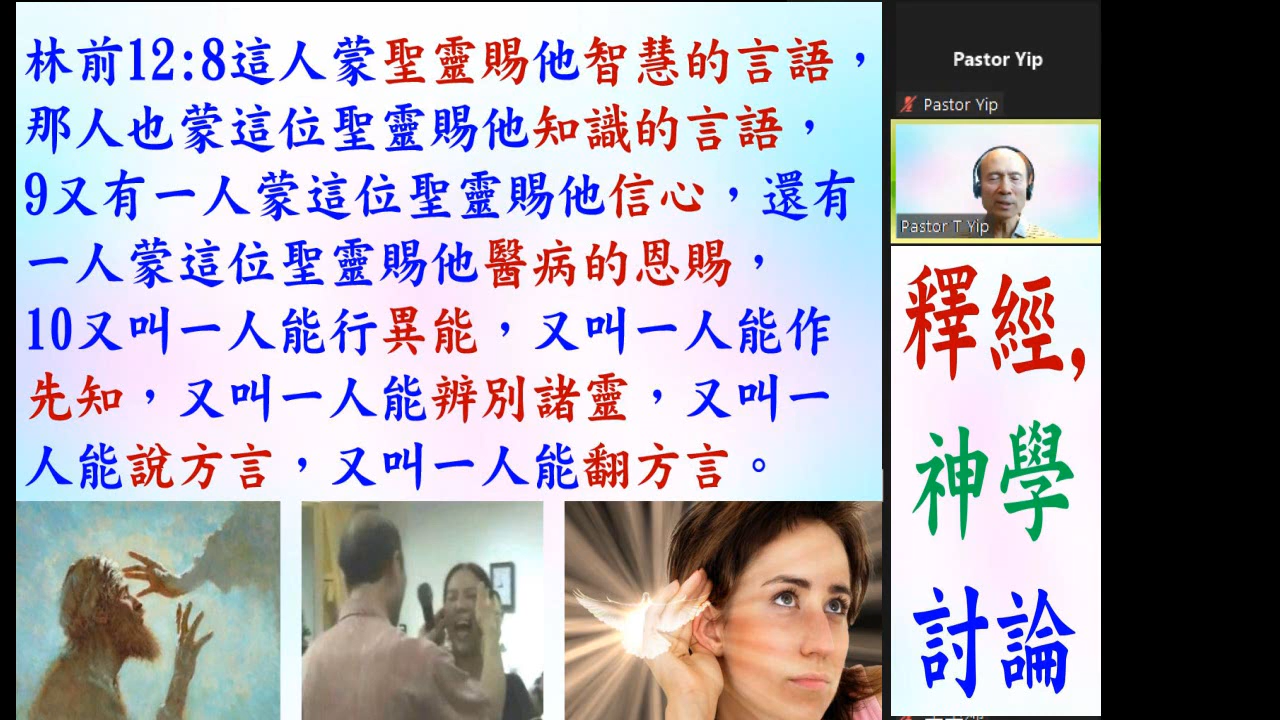 林前12:8這人蒙聖靈賜他智慧的言語，
那人也蒙這位聖靈賜他知識的言語，
9又有一人蒙這位聖靈賜他信心，還有
一人蒙這位聖靈賜他醫病的恩賜，
10又叫一人能行異能，又叫一人能作
先知，又叫一人能辨別諸靈，又叫一
人能說方言，又叫一人能翻方言。
Pastor Yip
Pastor Yip
Pastor T Yip
釋經,
神學
討論